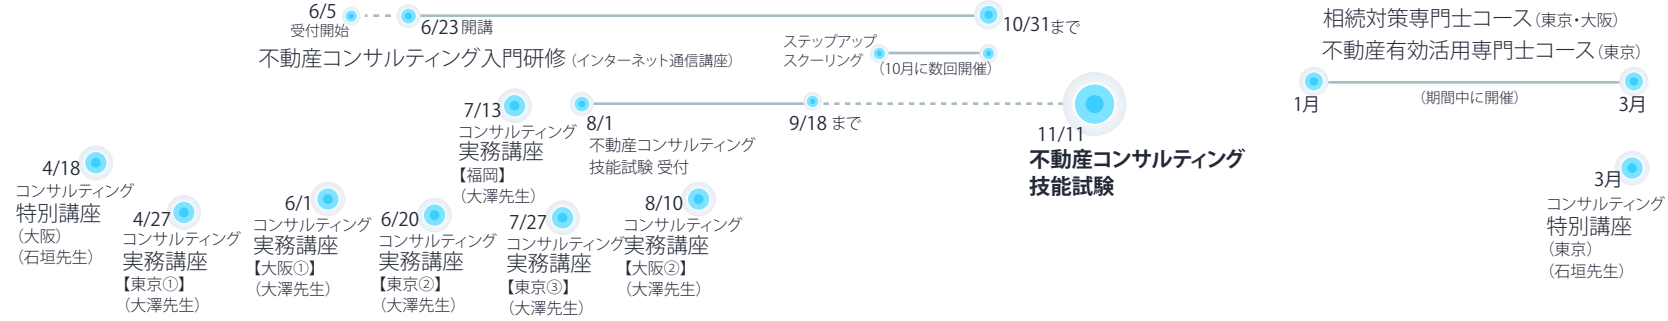 6/5
受付開始
6/23 開講
10/31まで
不動産コンサルティング入門研修（インターネット通信講座）
ステップアップ
スクーリング
（10月に数回開催）
相続対策専門士コース（東京・大阪）
不動産有効活用専門士コース（東京）
1月
（期間中に開催）
3月
4/18
コンサルティング
特別講座
（大阪）
（石垣先生）
4/27
コンサルティング
実務講座
【東京①】
（大澤先生）
6/1
コンサルティング
実務講座
【大阪①】
（大澤先生）
6/20
コンサルティング
実務講座
【東京②】
（大澤先生）
7/13
コンサルティング
実務講座
【福岡】
（大澤先生）
7/27
コンサルティング
実務講座
【東京③】
（大澤先生）
8/1
不動産コンサルティング
技能試験 受付
9/18 まで
8/10
コンサルティング
実務講座
【大阪②】
（大澤先生）
11/11
不動産コンサルティング
技能試験
3月
コンサルティング
特別講座
（東京）
（石垣先生）